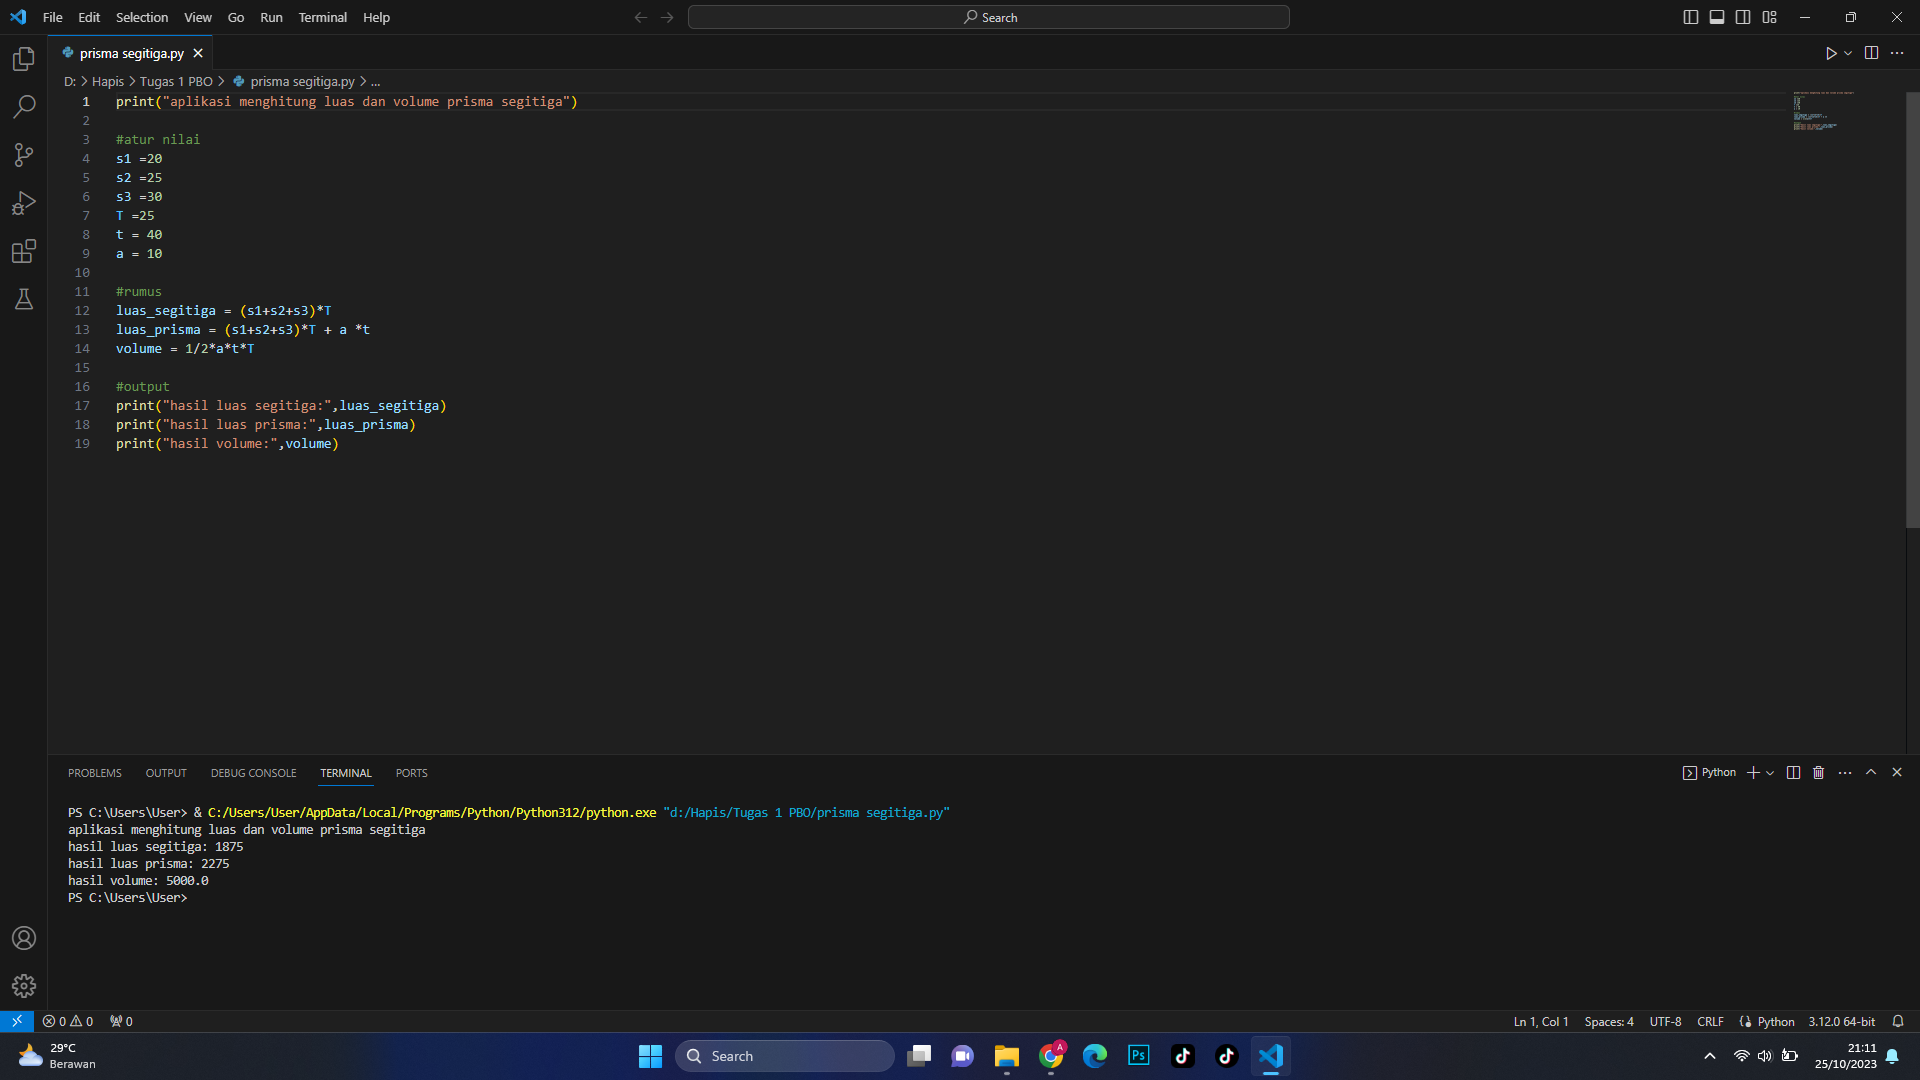 File Edit Selection View Go Run Terminal Help
Search
prisma segitiga.py
D: > Hapis > Tugas 1 PBO > prisma segitiga.py > ...
1 print("aplikasi menghitung luas dan volume prisma segitiga")
2
3 #atur nilai
4 s1 =20
5 s2 =25
6 s3 =30
7 T =25
8 t = 40
9 a = 10
10
11 #rumus
12 luas_segitiga = (s1+s2+s3)*T
13 luas_prisma = (s1+s2+s3)*T + a *t
14 volume = 1/2*a*t*T
15
16 #output
17 print("hasil luas segitiga:",luas_segitiga)
18 print("hasil luas prisma:",luas_prisma)
19 print("hasil volume:",volume)
PROBLEMS OUTPUT DEBUG CONSOLE TERMINAL PORTS
Python
PS C:\Users\User> & C:/Users/User/AppData/Local/Programs/Python/Python312/python.exe "d:/Hapis/Tugas 1 PBO/prisma segitiga.py"
aplikasi menghitung luas dan volume prisma segitiga
hasil luas segitiga: 1875
hasil luas prisma: 2275
hasil volume: 5000.0
PS C:\Users\User>
0 0 0
Ln 1, Col 1 Spaces: 4 UTF-8 CRLF Python 3.12.0 64-bit
29°C
Berawan
Search
A
Ps
21:11
25/10/2023